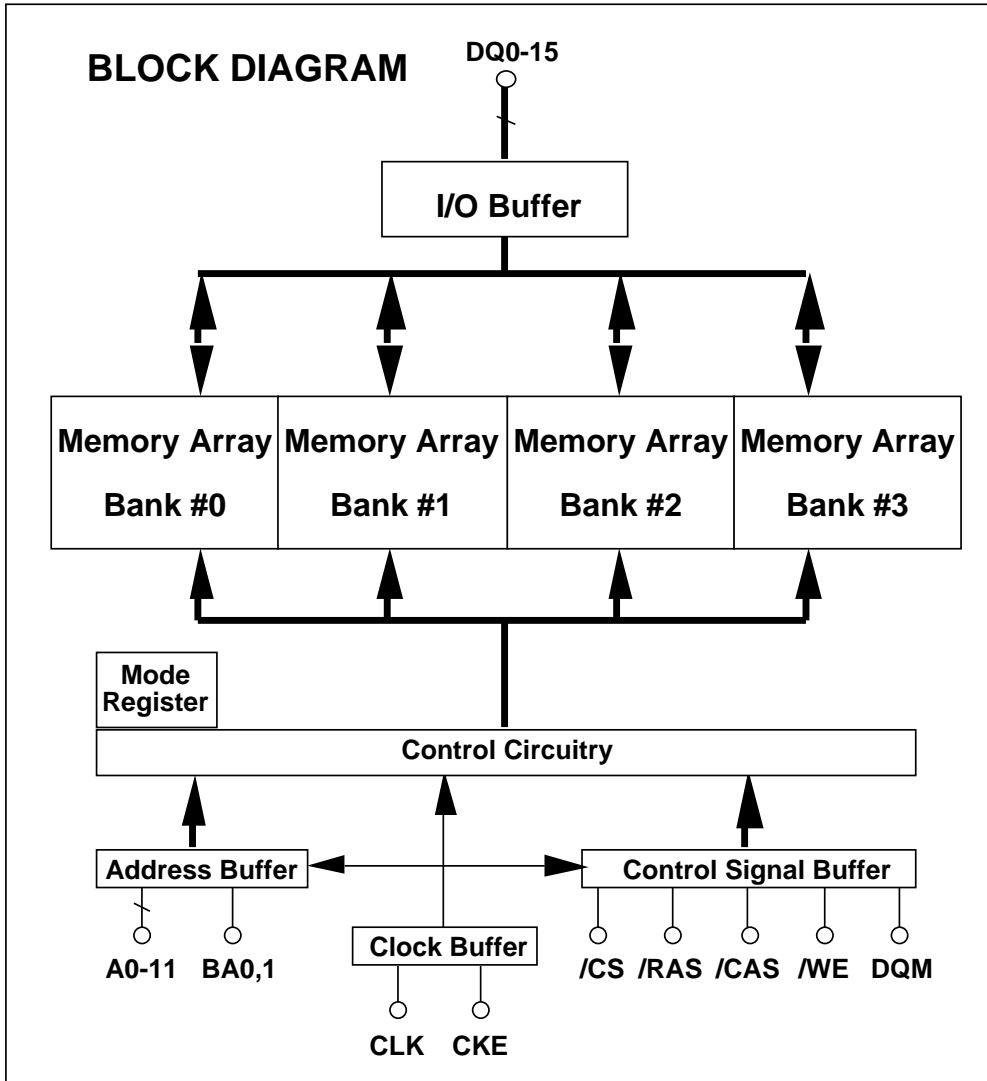 BLOCK DIAGRAM
DQ0-15
I/O Buffer
Memory Array
Bank #0
Memory Array
Bank #1
Memory Array
Bank #2
Memory Array
Bank #3
Mode
Register
Control Circuitry
Address Buffer
Control Signal Buffer
Clock Buffer
A0-11
BA0,1
/CS
/RAS
/CAS
/WE
DQM
CLK
CKE